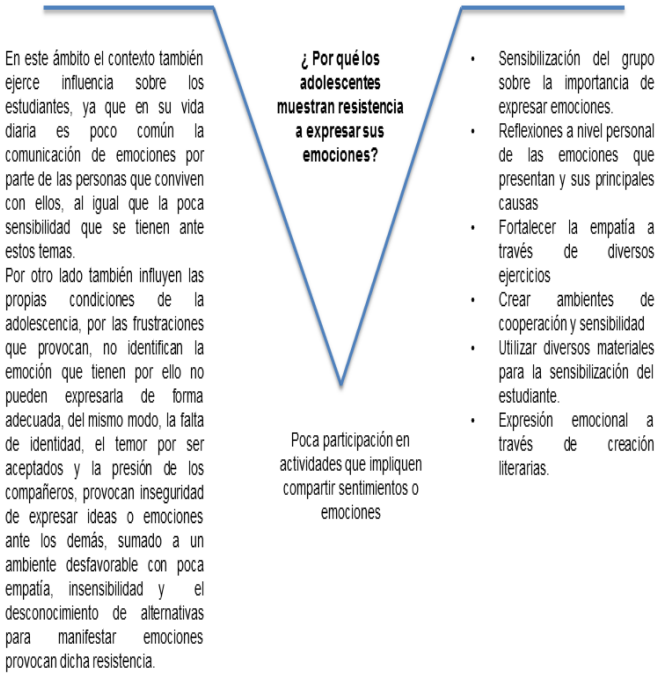 En este ámbito el contexto también
ejerce influencia sobre los
estudiantes, ya que en su vida
diaria es poco común la
comunicación de emociones por
parte de las personas que conviven
con ellos, al igual que la poca
sensibilidad que se tienen ante
estos temas.
Por otro lado también influyen las
propias condiciones de la
adolescencia, por las frustraciones
que provocan, no identifican la
emoción que tienen por ello no
pueden expresarla de forma
adecuada, del mismo modo, la falta
de identidad, el temor por ser
aceptados y la presión de los
compañeros, provocan inseguridad
de expresar ideas o emociones
ante los demás, sumado a un
ambiente desfavorable con poca
empatía, insensibilidad y el
desconocimiento de alternativas
para manifestar emociones
provocan dicha resistencia.
¿ Por qué los
adolescentes
muestran resistencia
a expresar sus
emociones?
Poca participación en
actividades que impliquen
compartir sentimientos o
emociones
• Sensibilización del grupo
sobre la importancia de
expresar emociones.
• Reflexiones a nivel personal
de las emociones que
presentan y sus principales
causas
• Fortalecer la empatía a
través de diversos
ejercicios
• Crear ambientes de
cooperación y sensibilidad
• Utilizar diversos materiales
para la sensibilización del
estudiante.
• Expresión emocional a
través de creación
literarias.